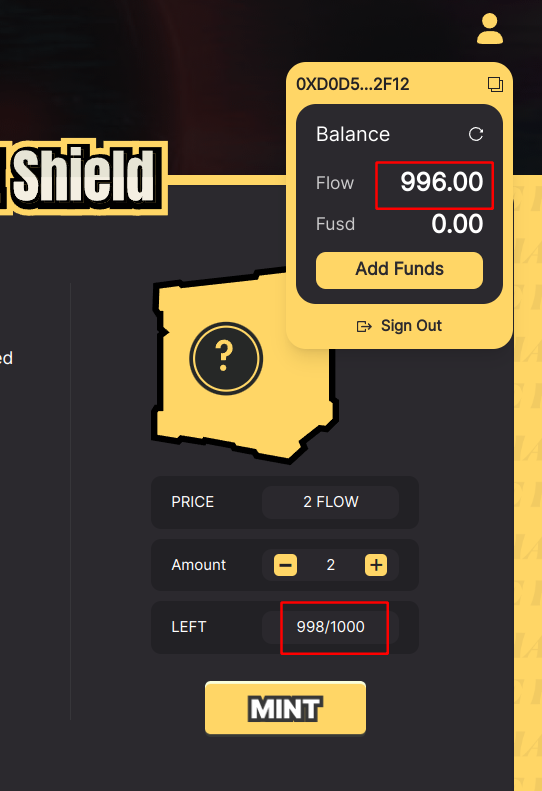 0XD0D5...2F12
Balance
Flow 996.00
Fusd 0.00
Add Funds
Sign Out
Shield
ed
?
PRICE 2 FLOW
Amount − 2 +
LEFT 998/1000
MINT